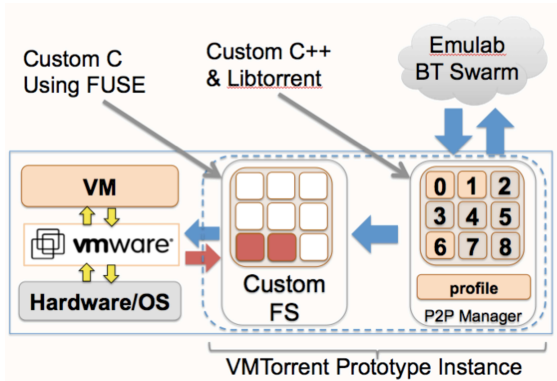 Custom C
Using FUSE
Custom C++
& Libtorrent
Emulab
BT Swarm
VM
vmware®
Hardware/OS
Custom
FS
0 1 2
3 4 5
6 7 8
profile
P2P Manager
VMTorrent Prototype Instance